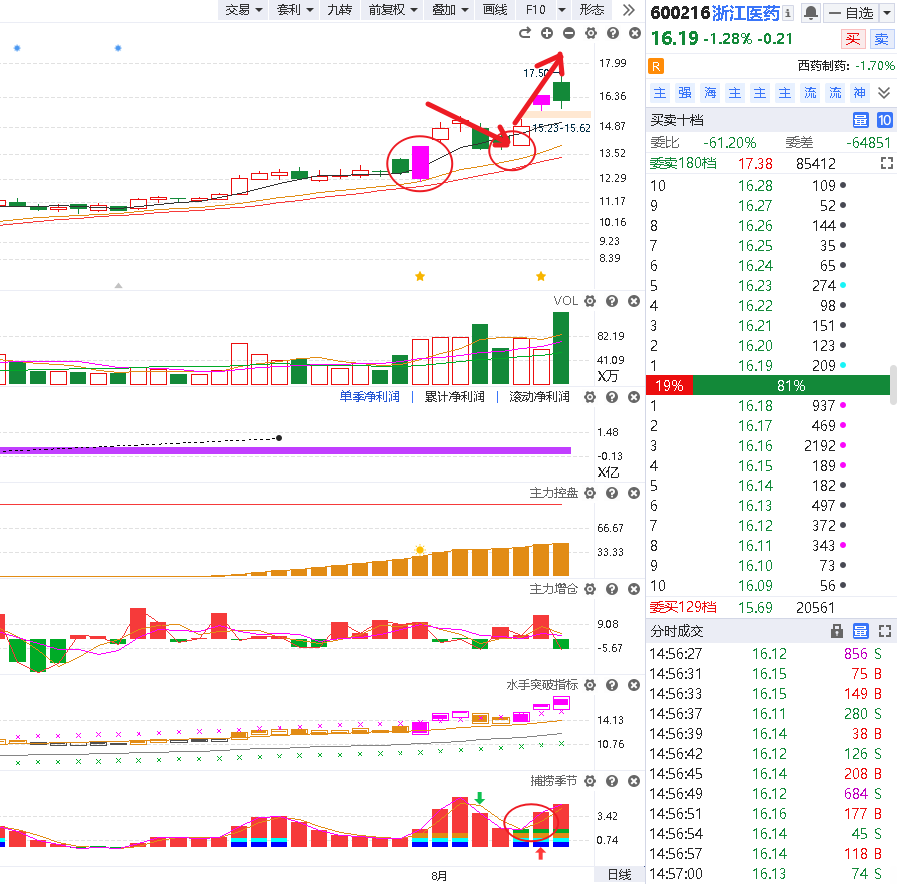 交易 套利 九转 前复权 叠加 画线 F10 形态
17.99
17.50
16.36
14.87
15.23-15.62
13.52
12.29
11.17
10.16
9.23
8.39
VOL
82.19
41.09
X万
单季净利润 | 累计净利润 | 滚动净利润
1.48
-0.13
X亿
主力控盘
66.67
33.33
主力增仓
9.08
-5.67
水手突破指标
14.13
10.76
捕捞季节
3.42
0.74
8月
日线
600216浙江医药 自选
16.19 -1.28% -0.21 买 卖
R 西药制药: -1.70%
主 强 海 主 主 主 流 流 神
买卖十档 量 10
委比 -61.20% 委差 -64851
委卖180档 17.38 85412
10 16.28 109
9 16.27 52
8 16.26 144
7 16.25 35
6 16.24 65
5 16.23 274
4 16.22 98
3 16.21 151
2 16.20 123
1 16.19 209
19% 81%
1 16.18 937
2 16.17 469
3 16.16 2192
4 16.15 189
5 16.14 182
6 16.13 497
7 16.12 372
8 16.11 343
9 16.10 73
10 16.09 56
委买129档 15.69 20561
分时成交 量
14:56:27 16.12 856 S
14:56:31 16.15 75 B
14:56:33 16.15 149 B
14:56:37 16.11 280 S
14:56:39 16.14 38 B
14:56:42 16.12 126 S
14:56:45 16.14 208 B
14:56:49 16.12 684 S
14:56:51 16.16 177 B
14:56:54 16.14 45 S
14:56:57 16.14 118 B
14:57:00 16.13 74 S